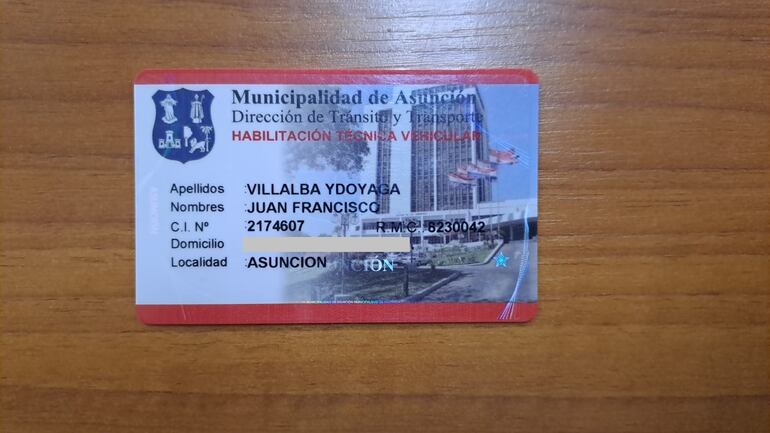 Municipalidad de Asunción
Dirección de Tránsito y Transporte
HABILITACIÓN TÉCNICA VEHICULAR
Apellidos :VILLALBA YDOYAGA
Nombres :JUAN FRANCISCO
C.I. Nº :2174607 R.M.C. 8230042
Domicilio
Localidad :ASUNCION